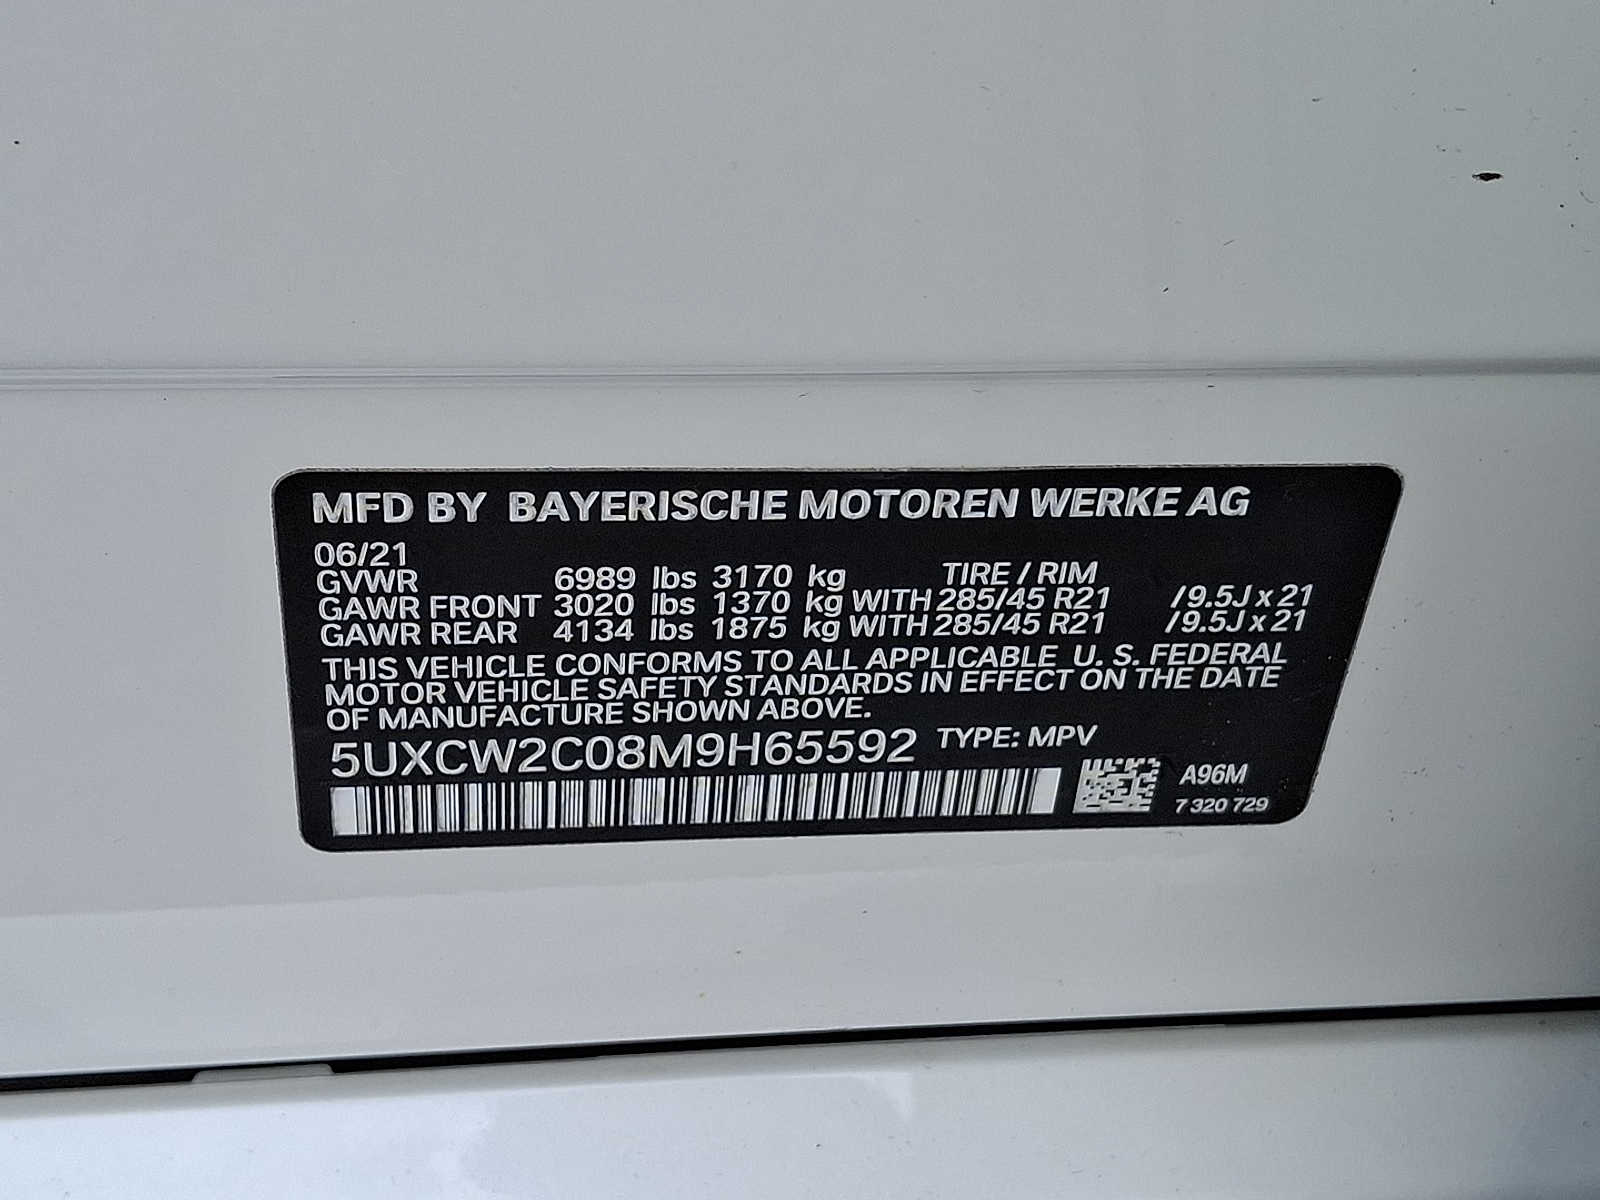 MFD BY BAYERISCHE MOTOREN WERKE AG
06/21
GVWR 6989 lbs 3170 kg TIRE / RIM
GAWR FRONT 3020 lbs 1370 kg WITH 285/45 R21 / 9.5J x 21
GAWR REAR 4134 lbs 1875 kg WITH 285/45 R21 / 9.5J x 21
THIS VEHICLE CONFORMS TO ALL APPLICABLE U. S. FEDERAL
MOTOR VEHICLE SAFETY STANDARDS IN EFFECT ON THE DATE
OF MANUFACTURE SHOWN ABOVE.
5UXCW2C08M9H65592 TYPE: MPV
A96M
7 320 729